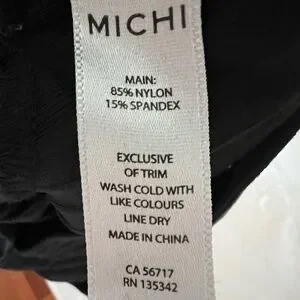 MICHI
MAIN:
85% NYLON
15% SPANDEX
EXCLUSIVE
OF TRIM
WASH COLD WITH
LIKE COLOURS
LINE DRY
MADE IN CHINA
CA 56717
RN 135342